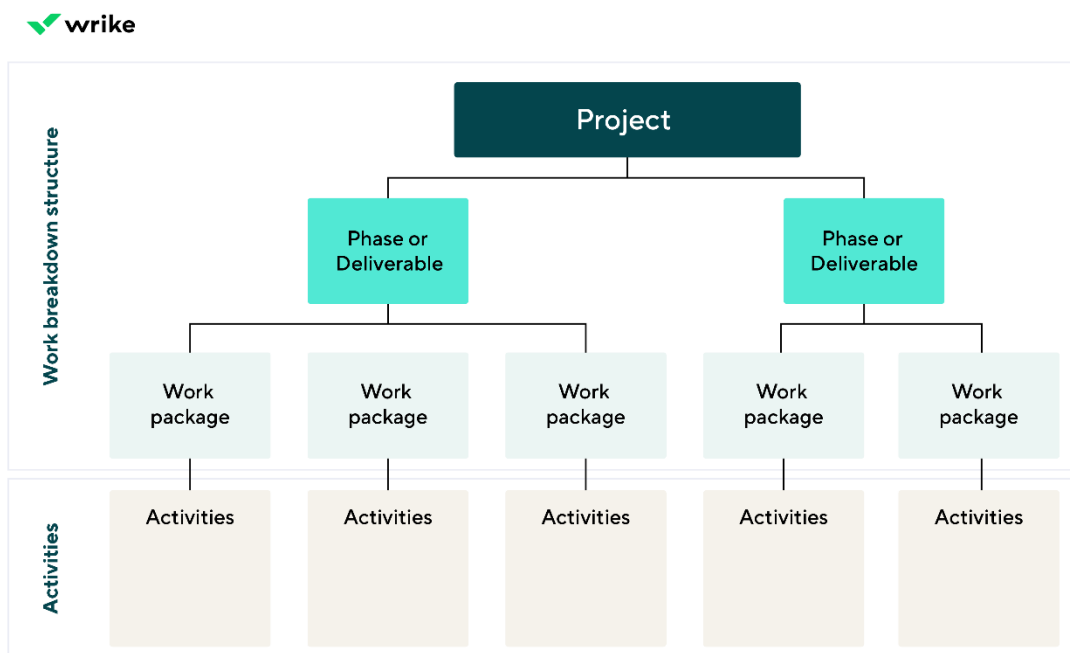 wrike
Work breakdown structure
Project
Phase or
Deliverable
Phase or
Deliverable
Work
package
Work
package
Work
package
Work
package
Work
package
Activities
Activities
Activities
Activities
Activities
Activities